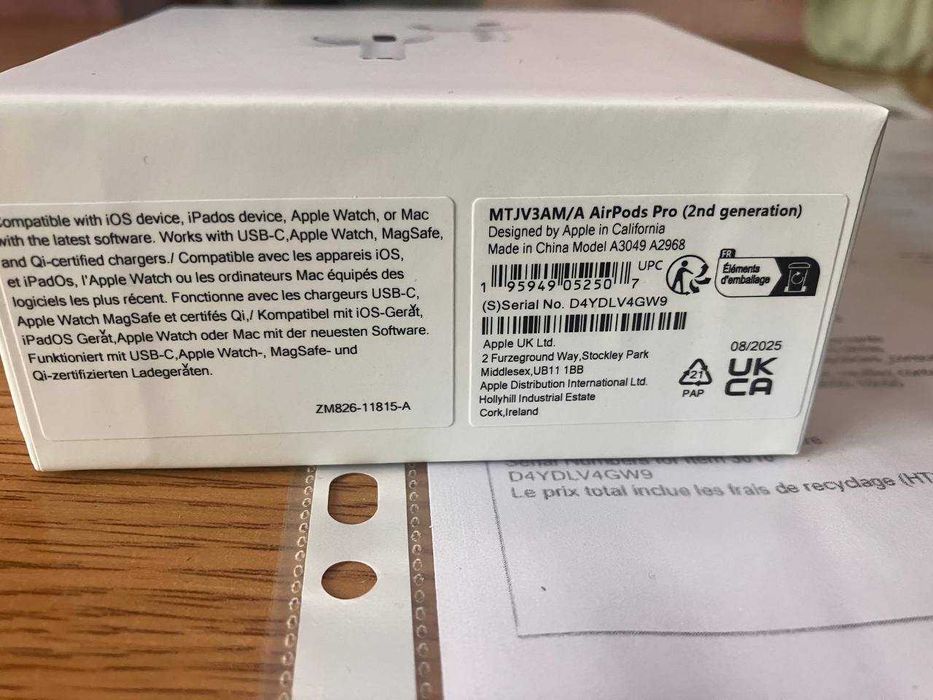 Compatible with iOS device, iPados device, Apple Watch, or Mac
with the latest software. Works with USB-C,Apple Watch, MagSafe,
and Qi-certified chargers./ Compatible avec les appareils iOS,
et iPadOs, l'Apple Watch ou les ordinateurs Mac équipés des
logiciels les plus récent. Fonctionne avec les chargeurs USB-C,
Apple Watch MagSafe et certifés Qi,/ Kompatibel mit iOS-Gerǎt,
iPadOS Gerǎt,Apple Watch oder Mac mit der neuesten Software.
Funktioniert mit USB-C,Apple Watch-, MagSafe- und
Qi-zertifizierten Ladegerǎten.
ZM826-11815-A
MTJV3AM/A AirPods Pro (2nd generation)
Designed by Apple in California
Made in China Model A3049 A2968
UPC
1 95949 05250 7
(S)Serial No. D4YDLV4GW9
Apple UK Ltd.
2 Furzeground Way,Stockley Park
Middlesex,UB11 1BB
Apple Distribution International Ltd.
Hollyhill Industrial Estate
Cork,Ireland
FR
Éléments
d'emballage
21
PAP
08/2025
UK
CA
D4YDLV4GW9
Le prix total inclue les frais de recyclage (HT